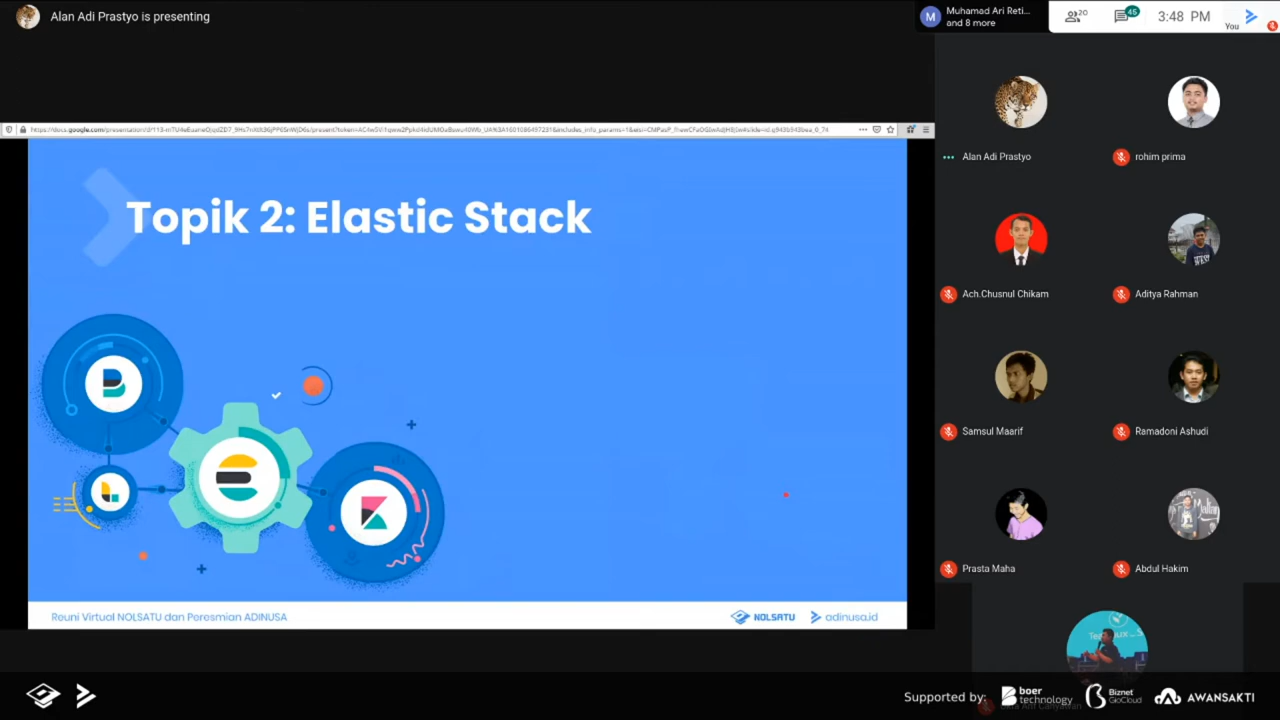 Alan Adi Prastyo is presenting
M
Muhamad Ari Reti...
and 8 more
20
45
3:48 PM
You
Topik 2: Elastic Stack
Reuni Virtual NOLSATU dan Peresmian ADINUSA
NOLSATU
adinusa.id
Alan Adi Prastyo
rohim prima
Ach.Chusnul Chikam
Aditya Rahman
Samsul Maarif
Ramadoni Ashudi
Prasta Maha
Abdul Hakim
Supported by:
boer
technology
Biznet
GioCloud
AWANSAKTI